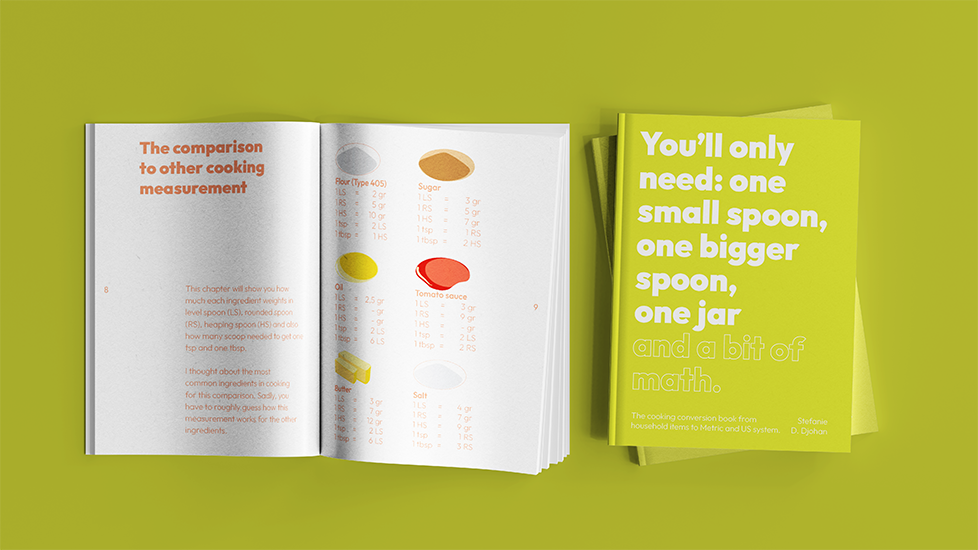 The comparison
to other cooking
measurement
8
This chapter will show you how
much each ingredient weights in
level spoon (LS), rounded spoon
(RS), heaping spoon (HS) and also
how many scoop needed to get one
tsp and one tbsp.
I thought about the most
common ingredients in cooking
for this comparison. Sadly, you
have to roughly guess how this
measurement works for the other
ingredients.
Flour (Type 405)
1 LS = 2 gr
1 RS = 5 gr
1 HS = 10 gr
1 tsp = 2 LS
1 tbsp = 1 HS
Sugar
1 LS = 3 gr
1 RS = 5 gr
1 HS = 7 gr
1 tsp = 1 RS
1 tbsp = 2 HS
Oil
1 LS = 2,5 gr
1 RS = - gr
1 HS = - gr
1 tsp = 2 LS
1 tbsp = 6 LS
Tomato sauce
1 LS = 3 gr
1 RS = 9 gr
1 HS = - gr
1 tsp = 2 LS
1 tbsp = 2 RS
Butter
1 LS = 3 gr
1 RS = 7 gr
1 HS = 12 gr
1 tsp = 2 LS
1 tbsp = 6 LS
Salt
1 LS = 4 gr
1 RS = 7 gr
1 HS = 9 gr
1 tsp = 1 RS
1 tbsp = 3 RS
9
You'll only
need: one
small spoon,
one bigger
spoon,
one jar
and a bit of
math.
The cooking conversion book from
household items to Metric and US systems.
Stefanie
D. Djohan